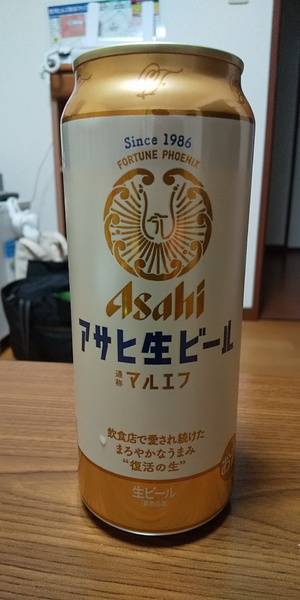 Since 1986
FORTUNE PHOENIX
Asahi
アサヒ生ビール
通称 マルエフ
飲食店で愛され続けた
まろやかなうまみ
"復活の生"
生ビール